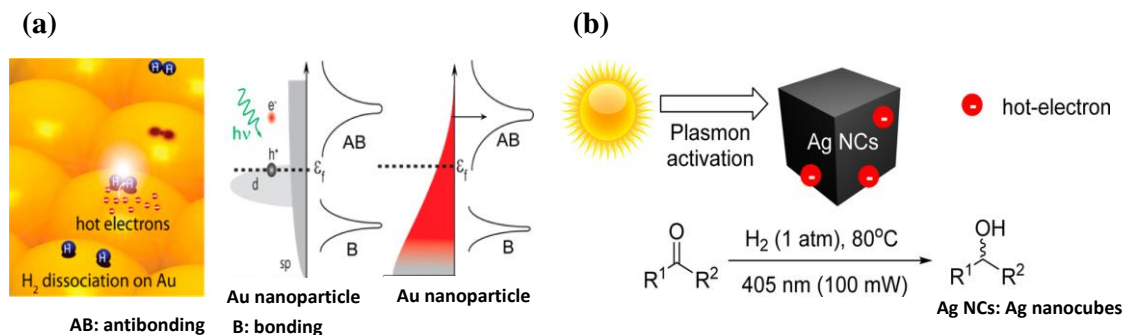 (a)
H H
H H
hot electrons
H H
H₂ dissociation on Au
hν
e⁻
h⁺
d
sp
AB
εf
B
Au nanoparticle
AB
εf
B
Au nanoparticle
AB: antibonding
B: bonding
(b)
Plasmon
activation
Ag NCs
-
-
-
-
hot-electron
O
R¹ R²
H₂ (1 atm), 80°C
405 nm (100 mW)
OH
R¹ R²
Ag NCs: Ag nanocubes